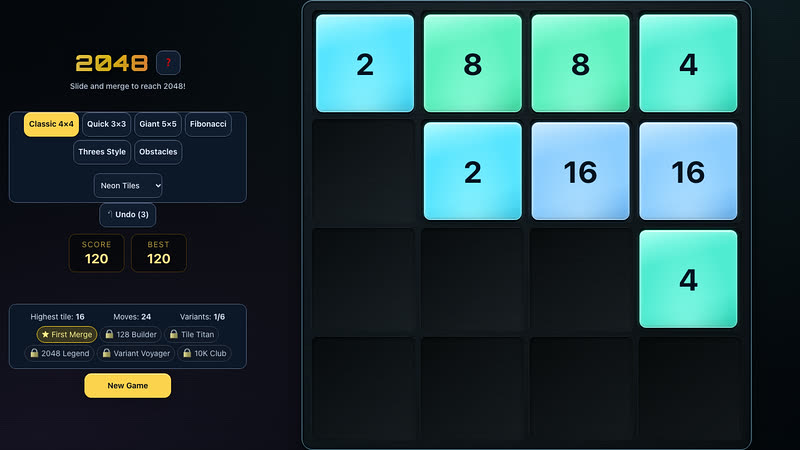 2048 ?
Slide and merge to reach 2048!
Classic 4×4 Quick 3×3 Giant 5×5 Fibonacci
Threes Style Obstacles
Neon Tiles
Undo (3)
SCORE BEST
120 120
Highest tile: 16 Moves: 24 Variants: 1/6
First Merge 128 Builder Tile Titan
2048 Legend Variant Voyager 10K Club
New Game
2 8 8 4
2 16 16
4